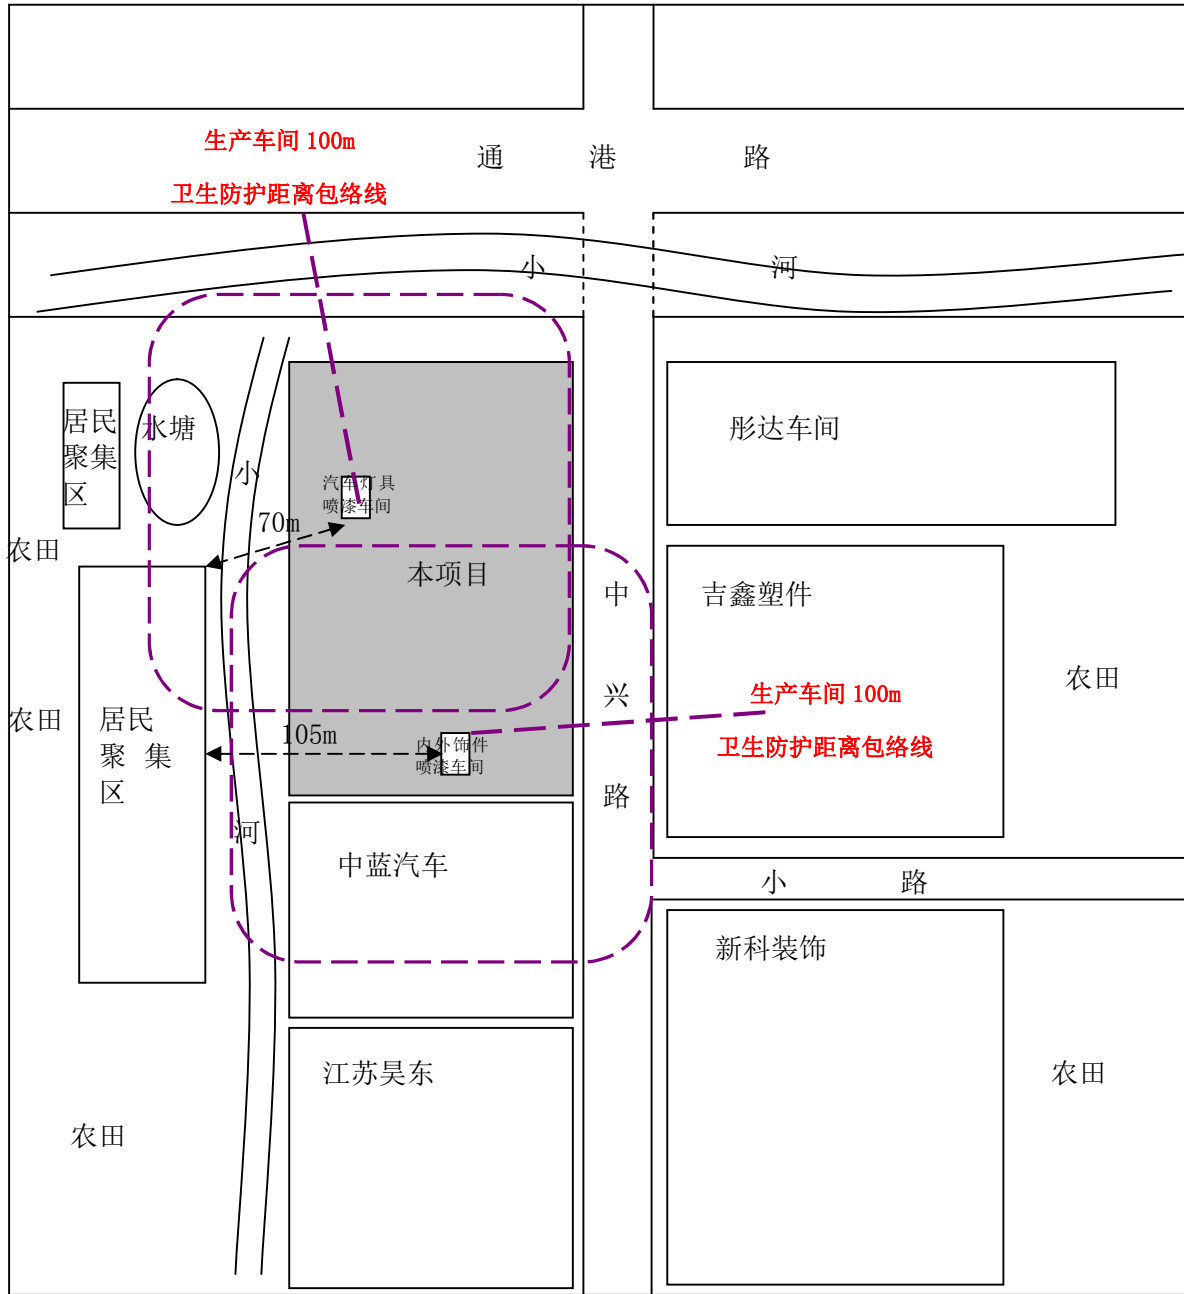 生产车间 100m
卫生防护距离包络线
通 港 路
小 河
居民
聚集
区
水塘
小
河
汽车灯具
喷漆车间
70m
农田
本项目
彤达车间
中
兴
路
吉鑫塑件
农田
生产车间 100m
卫生防护距离包络线
农田
居民
聚 集
区
105m
内外饰件
喷漆车间
中蓝汽车
小 路
新科装饰
江苏昊东
农田
农田